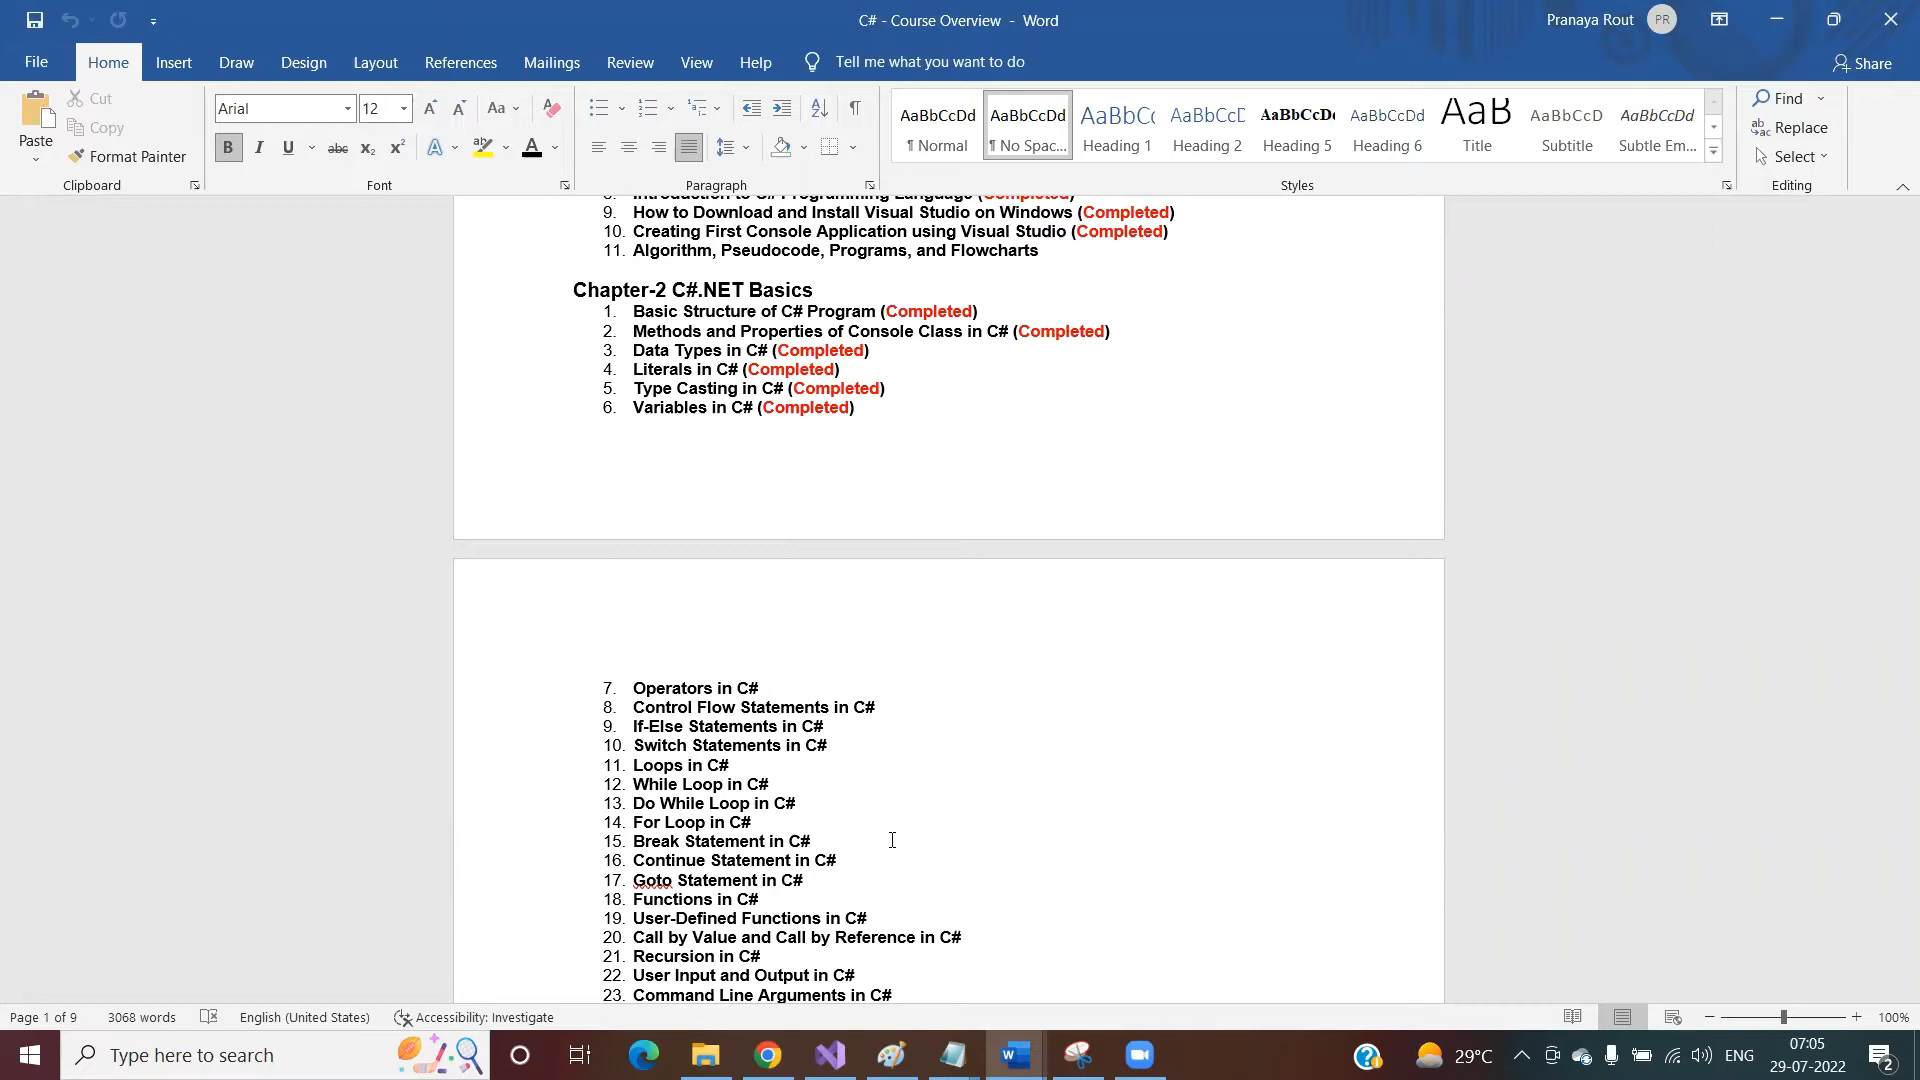 C# - Course Overview - Word
Pranaya Rout PR
File Home Insert Draw Design Layout References Mailings Review View Help Tell me what you want to do Share
Paste
Cut
Copy
Format Painter
Clipboard
Arial 12
Aa
B I U abc x₂ x² A ab A
Font
Paragraph
AaBbCcDd AaBbCcDd AaBbCc AaBbCcD AaBbCcDc AaBbCcDd AaB AaBbCcD AaBbCcDd
¶ Normal ¶ No Spac... Heading 1 Heading 2 Heading 5 Heading 6 Title Subtitle Subtle Em...
Styles
Find
Replace
Select
Editing
8. Introduction to C# Programming Language (Completed)
9. How to Download and Install Visual Studio on Windows (Completed)
10. Creating First Console Application using Visual Studio (Completed)
11. Algorithm, Pseudocode, Programs, and Flowcharts
Chapter-2 C#.NET Basics
1. Basic Structure of C# Program (Completed)
2. Methods and Properties of Console Class in C# (Completed)
3. Data Types in C# (Completed)
4. Literals in C# (Completed)
5. Type Casting in C# (Completed)
6. Variables in C# (Completed)
7. Operators in C#
8. Control Flow Statements in C#
9. If-Else Statements in C#
10. Switch Statements in C#
11. Loops in C#
12. While Loop in C#
13. Do While Loop in C#
14. For Loop in C#
15. Break Statement in C#
16. Continue Statement in C#
17. Goto Statement in C#
18. Functions in C#
19. User-Defined Functions in C#
20. Call by Value and Call by Reference in C#
21. Recursion in C#
22. User Input and Output in C#
23. Command Line Arguments in C#
Page 1 of 9 3068 words English (United States) Accessibility: Investigate 100%
Type here to search
29°C
ENG
07:05
29-07-2022
2